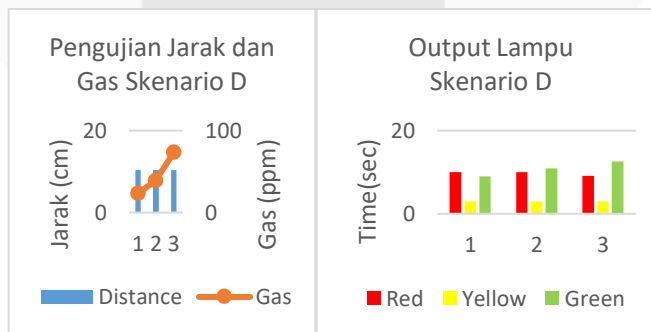 Pengujian Jarak dan
Gas Skenario D
20
0
Jarak (cm)
100
0
Gas (ppm)
1 2 3
Distance
Gas
Output Lampu
Skenario D
20
0
Time(sec)
1 2 3
Red Yellow Green